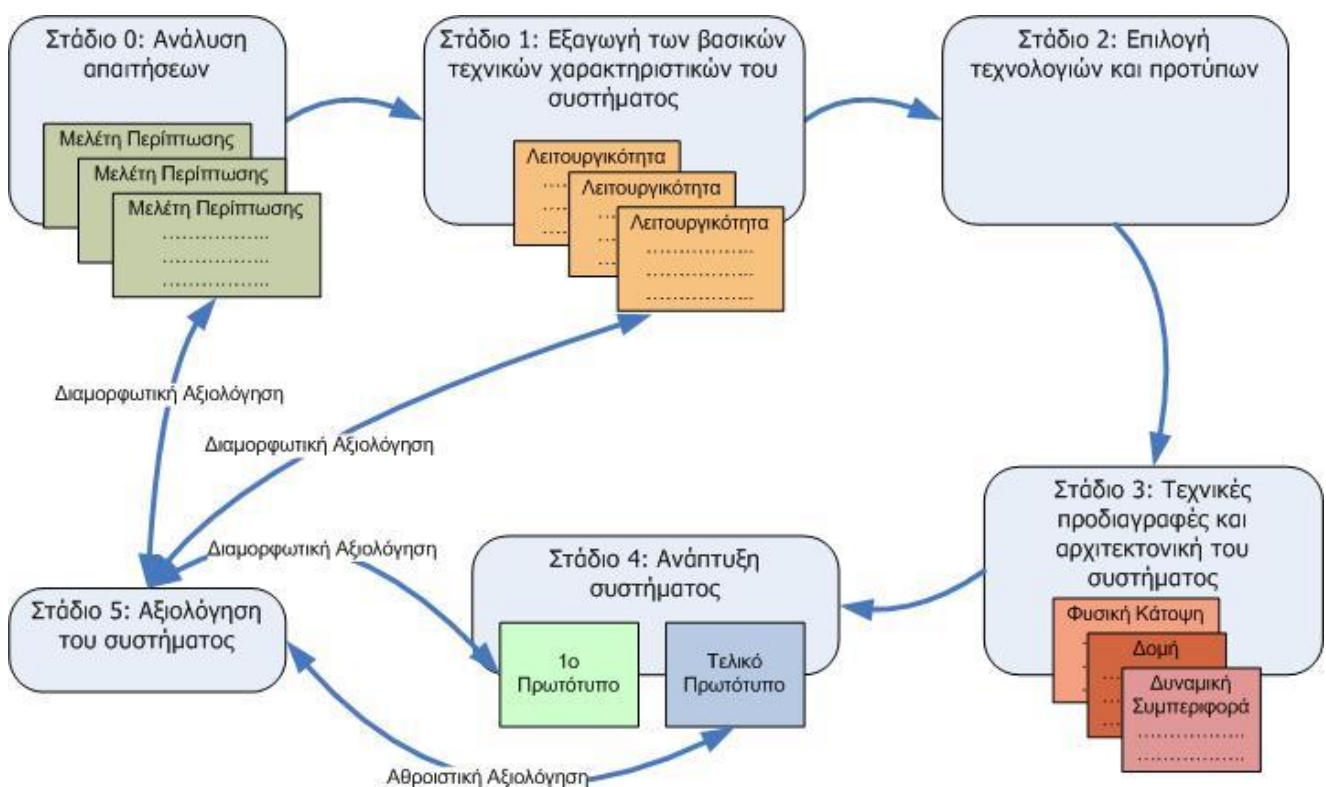 Στάδιο 0: Ανάλυση
απαιτήσεων
Μελέτη Περίπτωσης
Μελέτη Περίπτωσης
Μελέτη Περίπτωσης
……………..
……………..
……………..
Στάδιο 1: Εξαγωγή των βασικών
τεχνικών χαρακτηριστικών του
συστήματος
Λειτουργικότητα
Λειτουργικότητα
Λειτουργικότητα
……………..
……………..
……………..
Στάδιο 2: Επιλογή
τεχνολογιών και προτύπων
Διαμορφωτική Αξιολόγηση
Διαμορφωτική Αξιολόγηση
Διαμορφωτική Αξιολόγηση
Στάδιο 3: Τεχνικές
προδιαγραφές και
αρχιτεκτονική του
συστήματος
Φυσική Κάτοψη
Δομή
Δυναμική
Συμπεριφορά
……………..
……………..
Στάδιο 4: Ανάπτυξη
συστήματος
1ο
Πρωτότυπο
Τελικό
Πρωτότυπο
Στάδιο 5: Αξιολόγηση
του συστήματος
Αθροιστική Αξιολόγηση